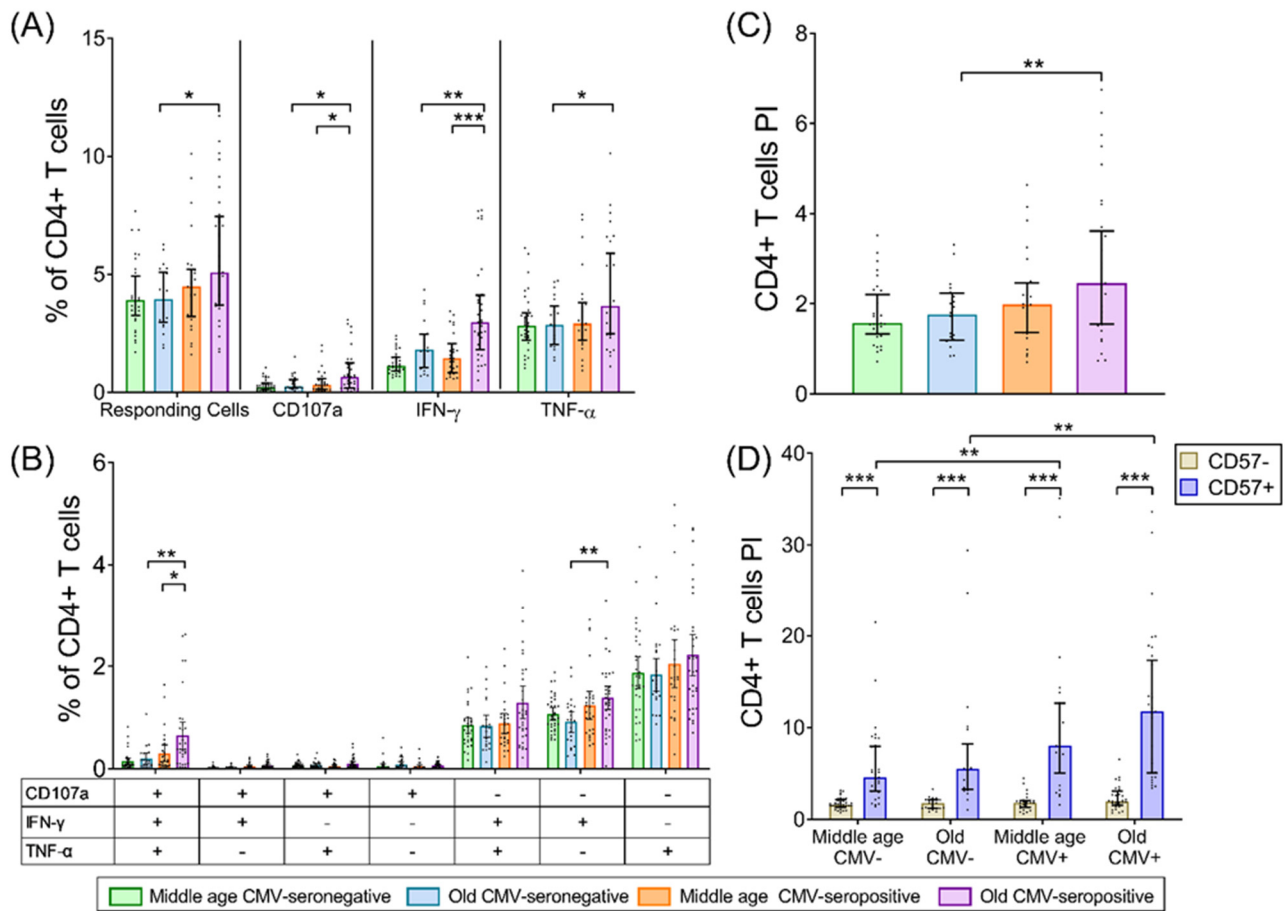 (A)
15
10
5
0
% of CD4+ T cells
* * * ** *** *
Responding Cells CD107a IFN-γ TNF-α
(C)
8
6
4
2
0
CD4+ T cells PI
**
(B)
6
4
2
0
% of CD4+ T cells
** * **
CD107a + + + + - - -
IFN-γ + + - - + + -
TNF-α + - + - + - +
(D)
40
30
20
10
0
CD4+ T cells PI
**
**
*** *** *** ***
CD57-
CD57+
Middle age Old Middle age Old
CMV- CMV- CMV+ CMV+
Middle age CMV-seronegative Old CMV-seronegative Middle age CMV-seropositive Old CMV-seropositive